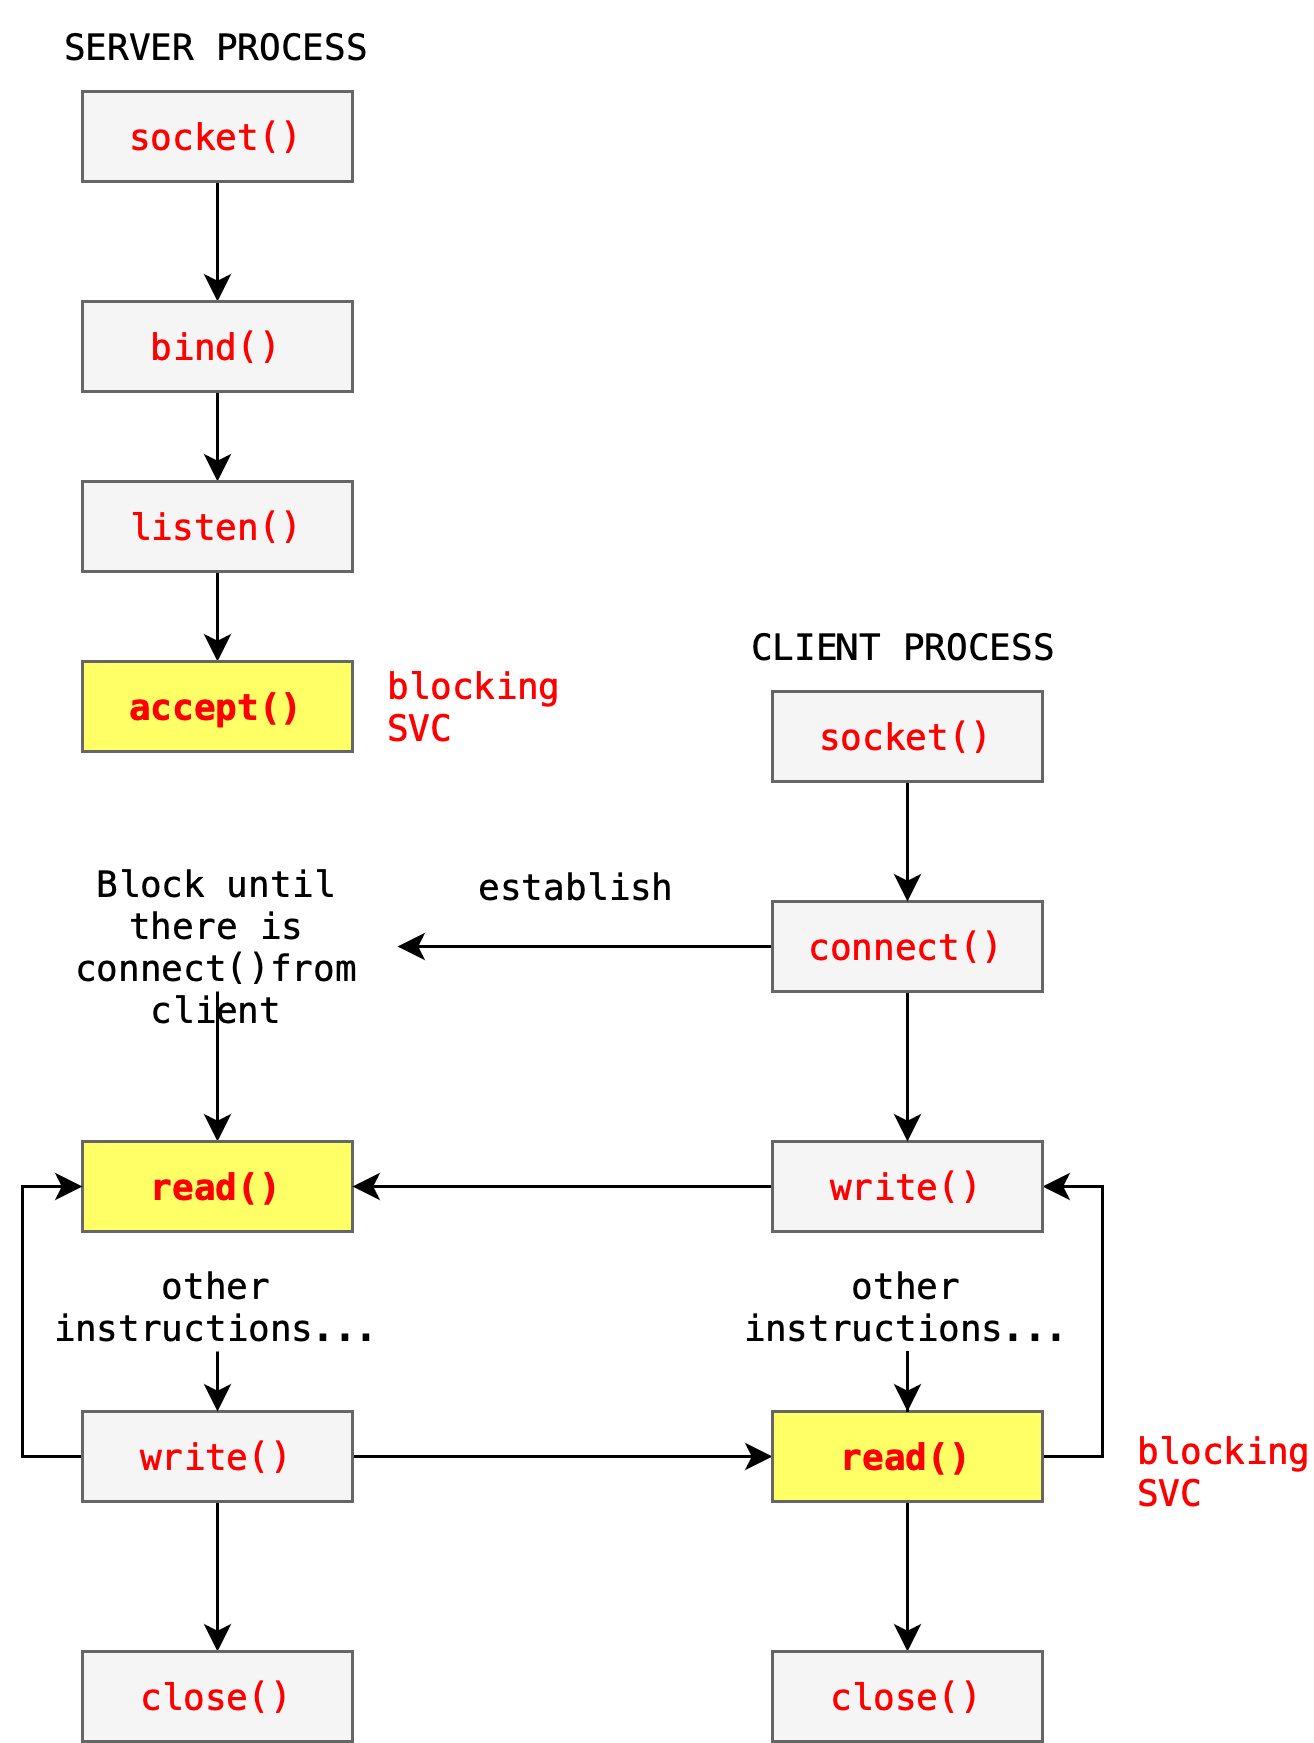 SERVER PROCESS
socket()
bind()
listen()
accept()
blocking
SVC
CLIENT PROCESS
socket()
Block until
there is
connect()from
client
establish
connect()
read()
write()
other
instructions...
other
instructions...
write()
read()
blocking
SVC
close()
close()